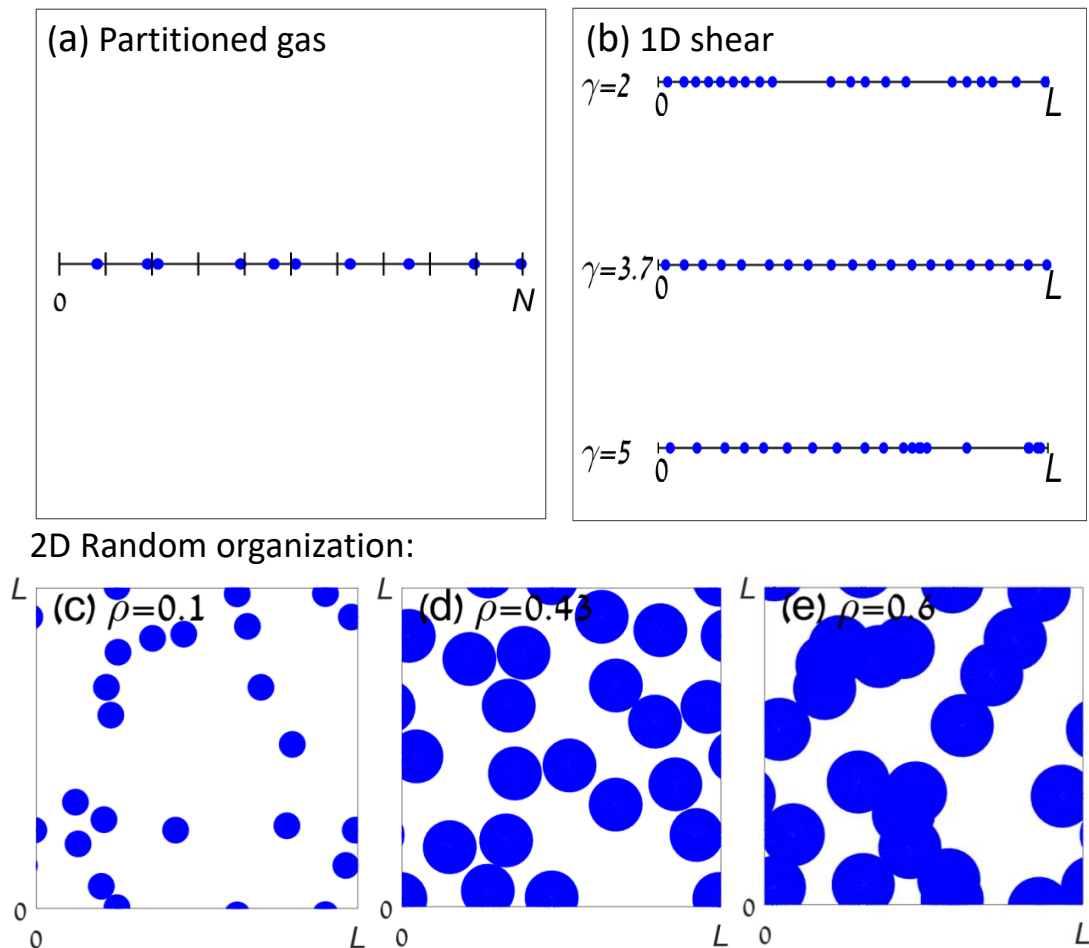 (a) Partitioned gas
0
N
(b) 1D shear
γ=2
0
L
γ=3.7
0
L
γ=5
0
L
2D Random organization:
L
(c) ρ=0.1
0
0
L
L
(d) ρ=0.43
0
0
L
L
(e) ρ=0.6
0
0
L